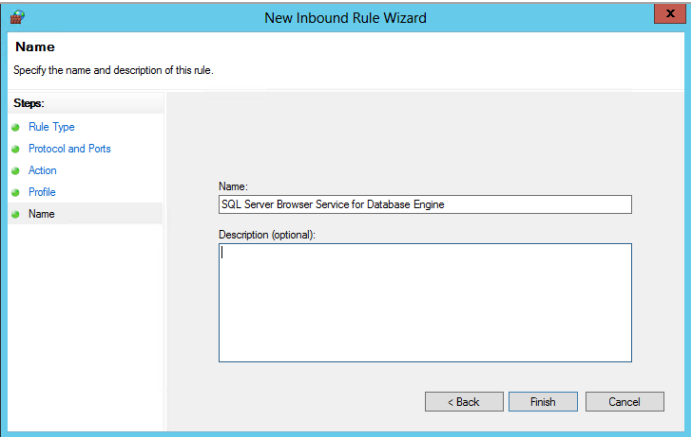 New Inbound Rule Wizard
x
Name
Specify the name and description of this rule.
Steps:
Rule Type
Protocol and Ports
Action
Profile
Name
Name:
SQL Server Browser Service for Database Engine
Description (optional):
< Back
Finish
Cancel